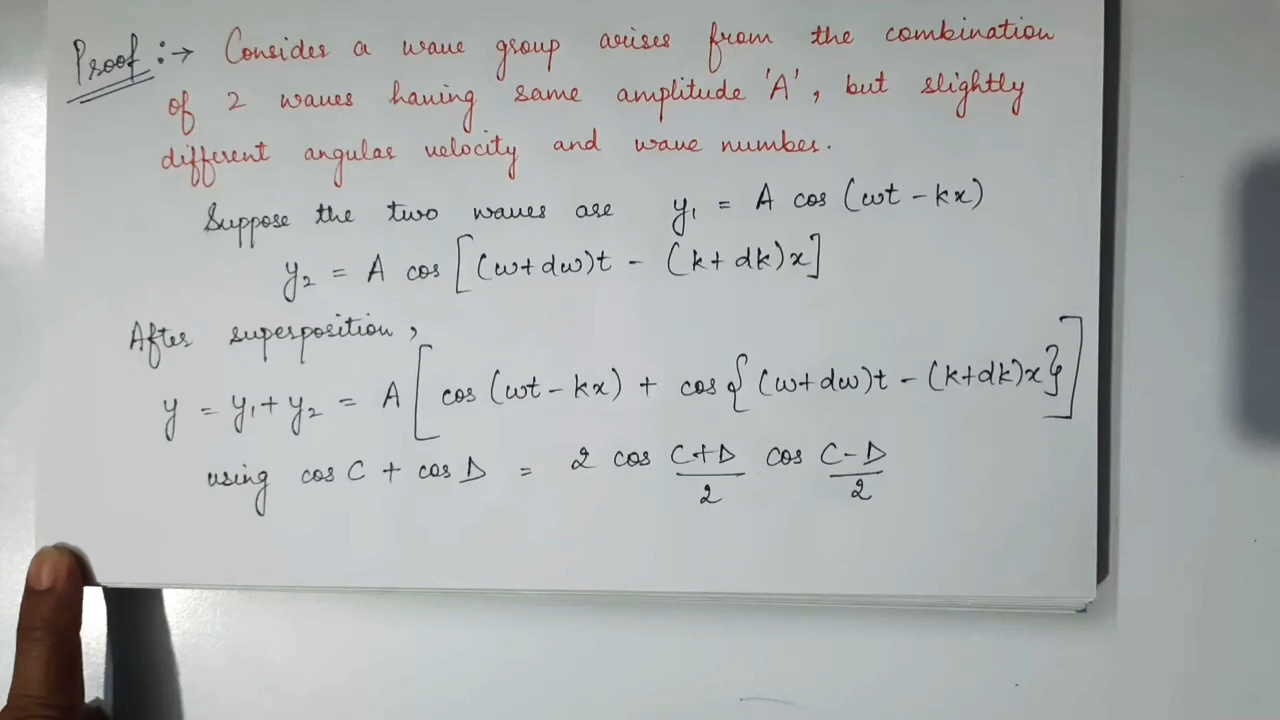 Proof :→ Consider a wave group arises from the combination
of 2 waves having same amplitude 'A', but slightly
different angular velocity and wave number.
Suppose the two waves are y₁ = A cos (ωt – kx)
y₂ = A cos [(ω+dω)t – (k+dk)x]
After superposition,
y = y₁+y₂ = A [cos (ωt – kx) + cos {(ω+dω)t – (k+dk)x}]
using cos C + cos D = 2 cos (C+D)/2 cos (C–D)/2